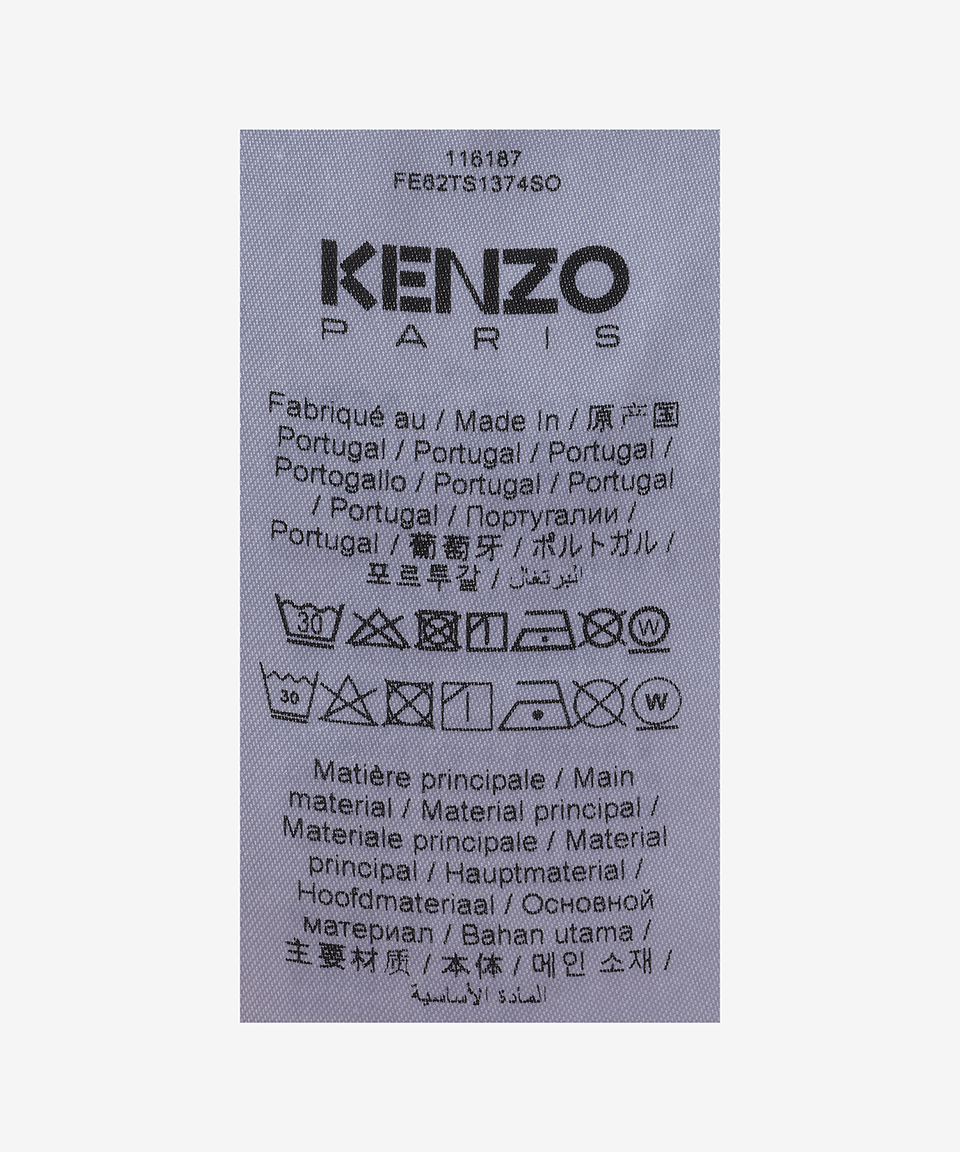 116187
FE62TS1374SO
KENZO
PARIS
Fabriqué au / Made In / 原产国
Portugal / Portugal / Portugal /
Portogallo / Portugal / Portugal
/ Portugal / Португалии /
Portugal / 葡萄牙 / ポルトガル /
포르투갈 / البرتغال
30 W
30 W
Matière principale / Main
material / Material principal /
Materiale principale / Material
principal / Hauptmaterial /
Hoofdmateriaal / Основной
материал / Bahan utama /
主要材质 / 本体 / 메인 소재 /
المادة الأساسية